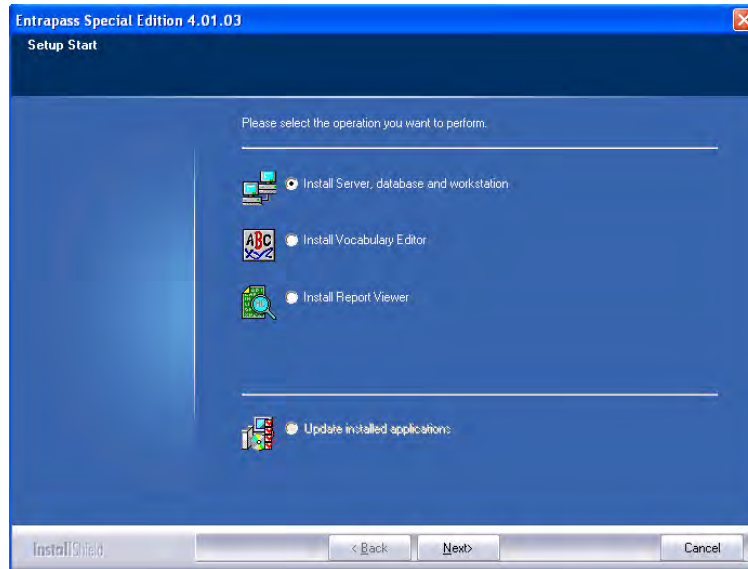 Entrapass Special Edition 4.01.03
Setup Start
Please select the operation you want to perform.
Install Server, database and workstation
ABC
Install Vocabulary Editor
Install Report Viewer
Update installed applications
InstallShield
< Back
Next>
Cancel